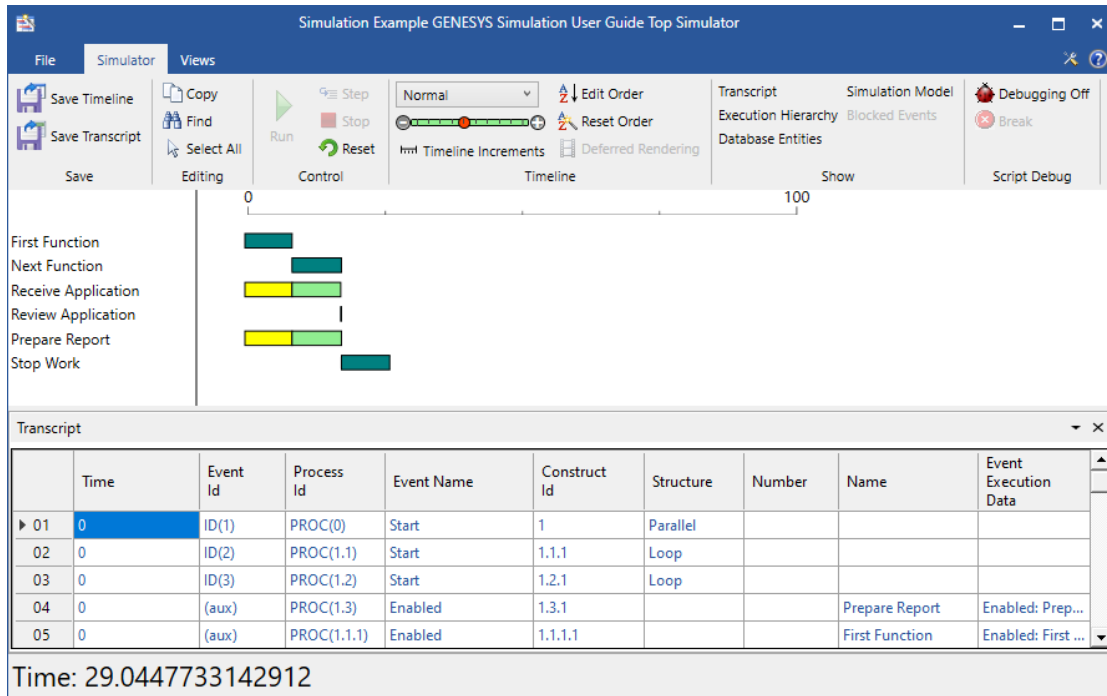 Simulation Example GENESYS Simulation User Guide Top Simulator
File Simulator Views
Save Timeline Copy Step Normal Edit Order Transcript Simulation Model Debugging Off
Save Transcript Find Run Stop Reset Order Execution Hierarchy Blocked Events Break
Select All Reset Timeline Increments Deferred Rendering Database Entities
Save Editing Control Timeline Show Script Debug
0 100
First Function
Next Function
Receive Application
Review Application
Prepare Report
Stop Work
Transcript
Time Event Id Process Id Event Name Construct Id Structure Number Name Event Execution Data
01 0 ID(1) PROC(0) Start 1 Parallel
02 0 ID(2) PROC(1.1) Start 1.1.1 Loop
03 0 ID(3) PROC(1.2) Start 1.2.1 Loop
04 0 (aux) PROC(1.3) Enabled 1.3.1 Prepare Report Enabled: Prep...
05 0 (aux) PROC(1.1.1) Enabled 1.1.1.1 First Function Enabled: First ...
Time: 29.0447733142912